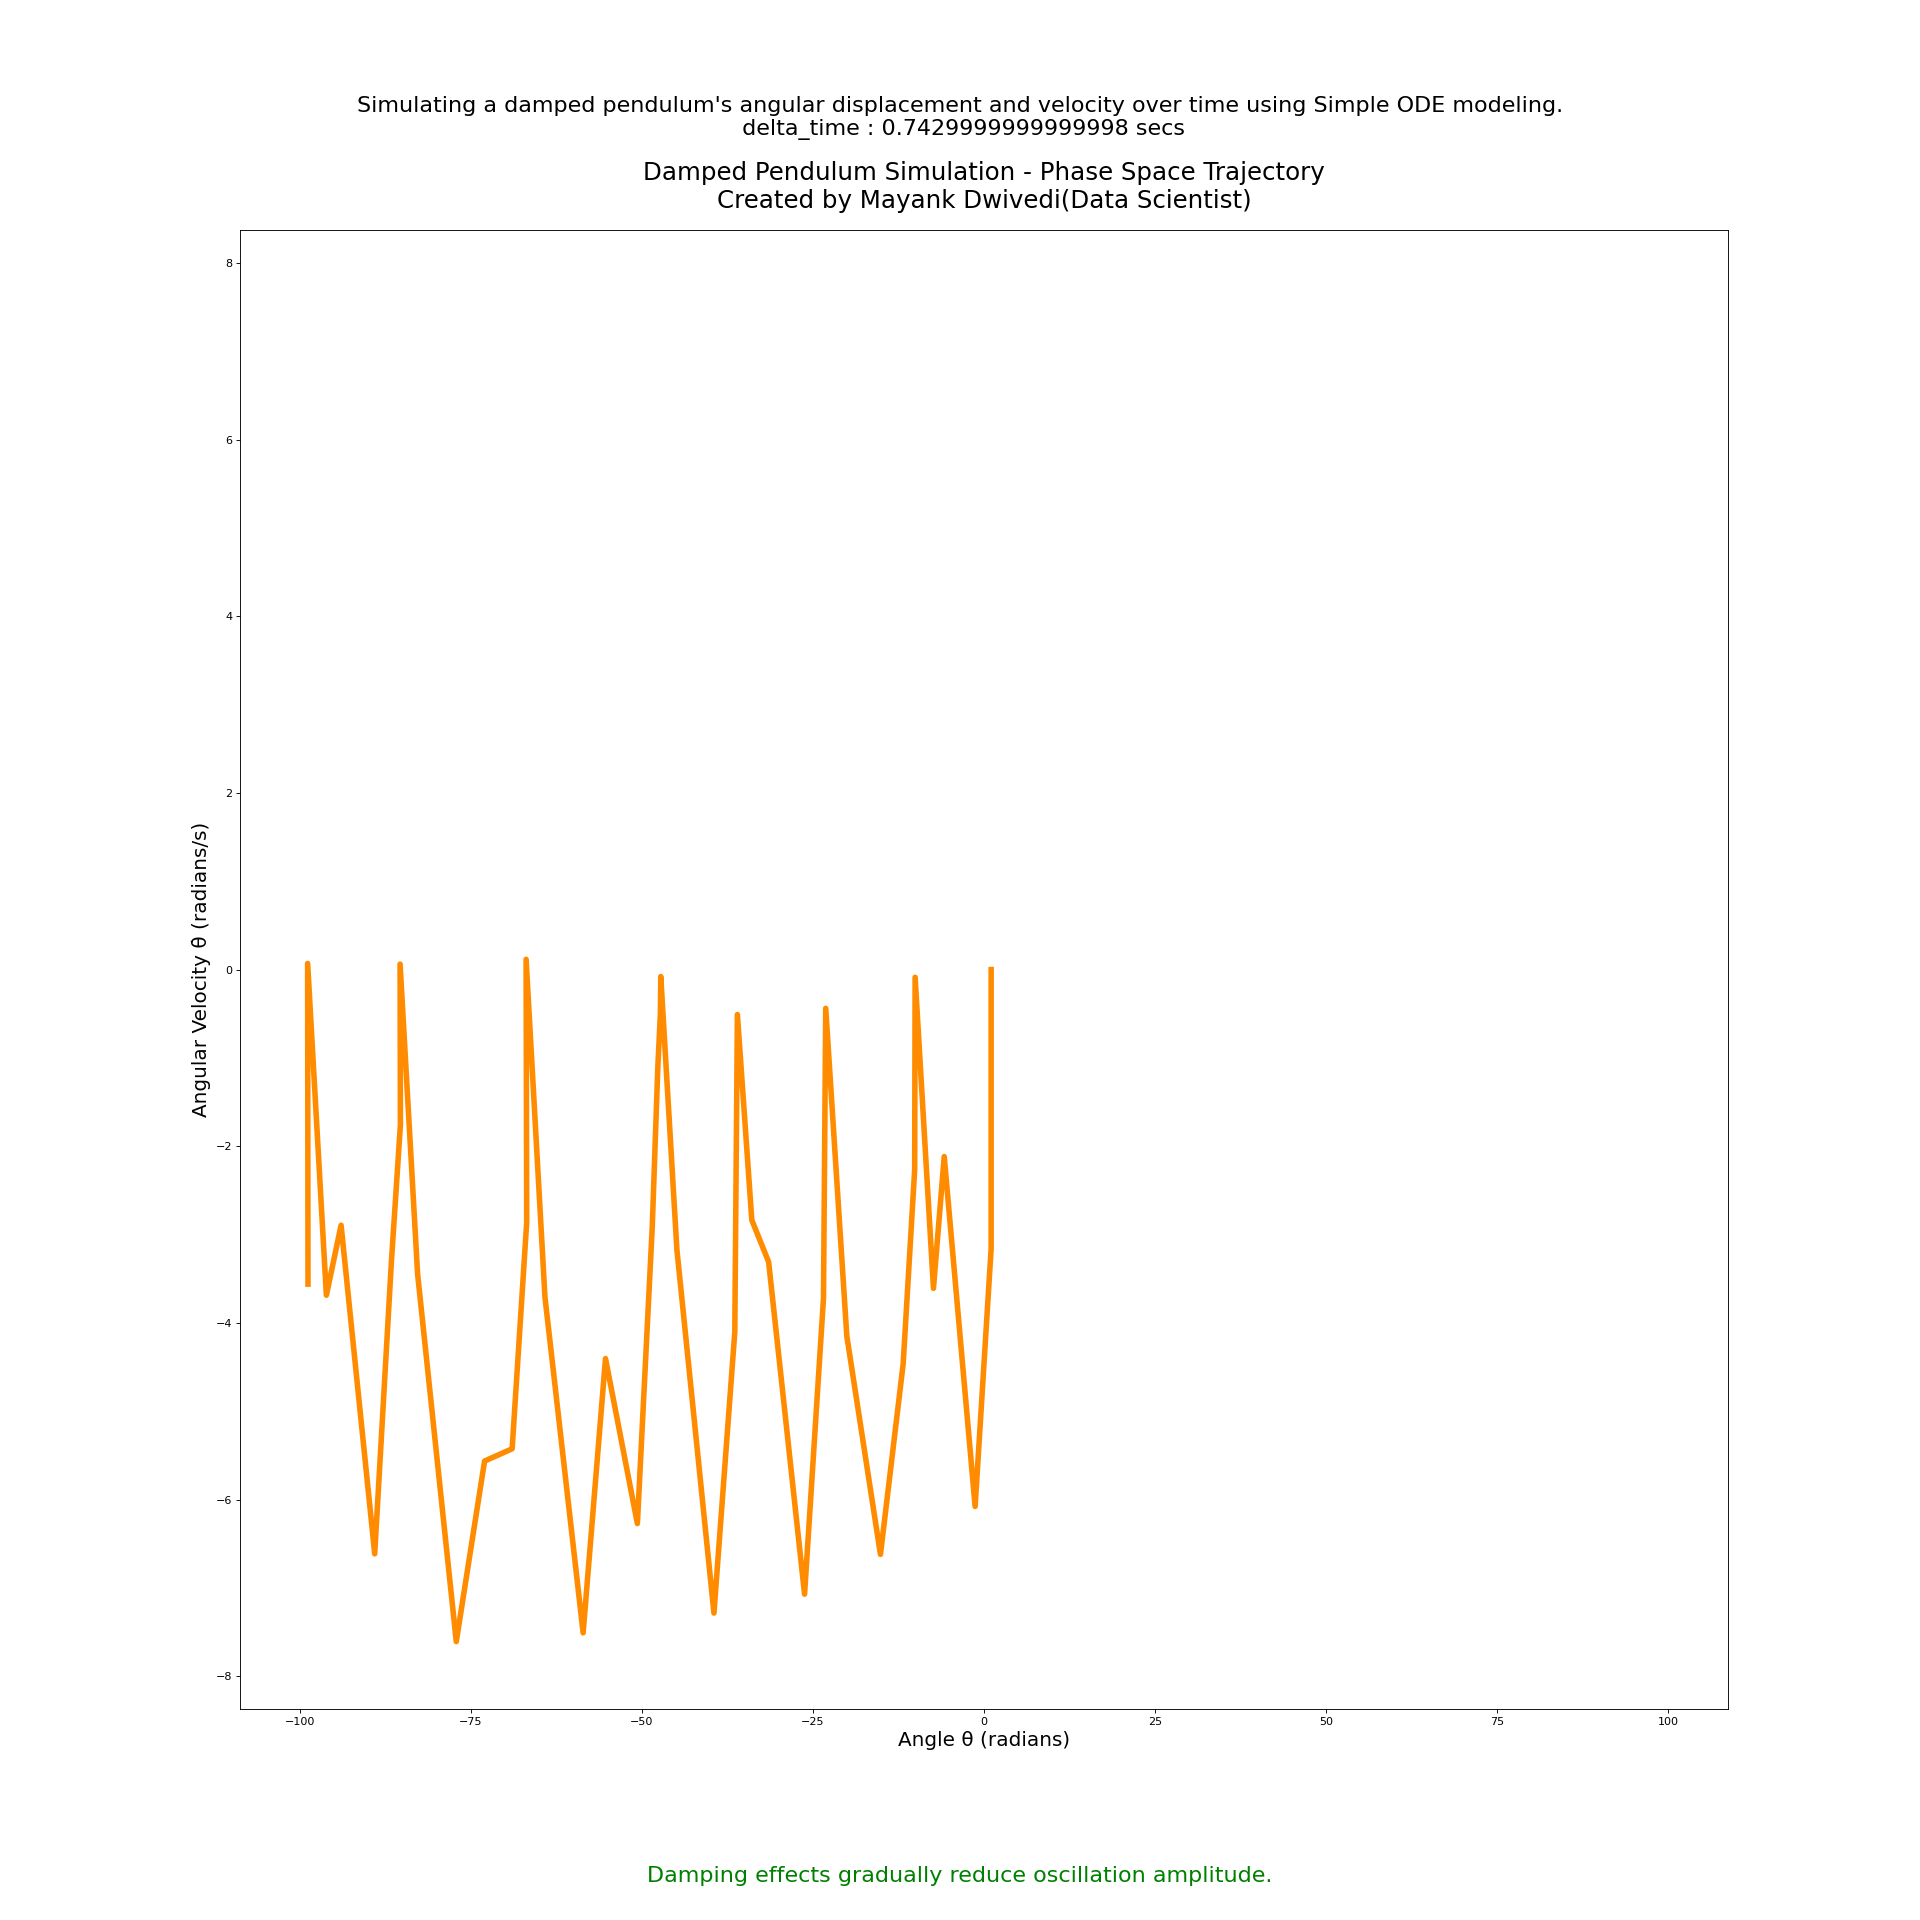 Simulating a damped pendulum's angular displacement and velocity over time using Simple ODE modeling.
delta_time : 0.7429999999999998 secs
Damped Pendulum Simulation - Phase Space Trajectory
Created by Mayank Dwivedi(Data Scientist)
8
6
4
2
0
−2
−4
−6
−8
Angular Velocity θ̇ (radians/s)
−100
−75
−50
−25
0
25
50
75
100
Angle θ (radians)
Damping effects gradually reduce oscillation amplitude.